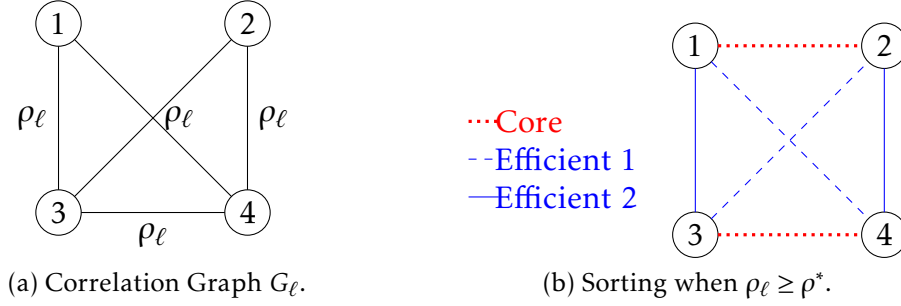 1
2
ρℓ
ρℓ
ρℓ
3
4
ρℓ
(a) Correlation Graph Gℓ.
1
2
Core
Efficient 1
Efficient 2
3
4
(b) Sorting when ρℓ ≥ ρ*.